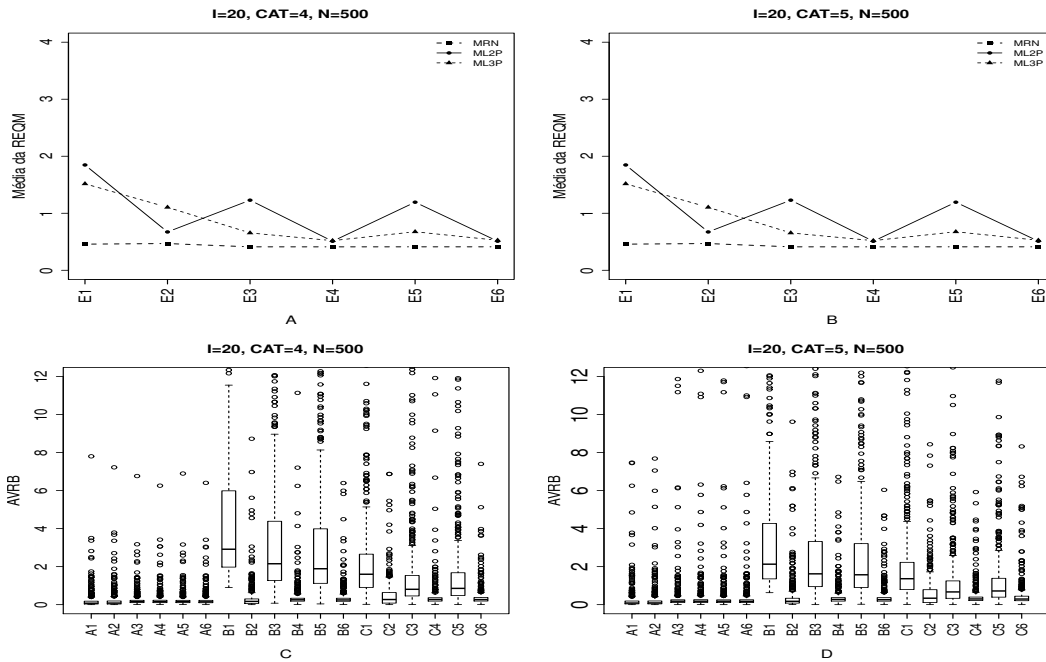 I=20, CAT=4, N=500
Média da REQM
4
3
2
1
0
MRN
ML2P
ML3P
E1 E2 E3 E4 E5 E6
A
I=20, CAT=5, N=500
Média da REQM
4
3
2
1
0
MRN
ML2P
ML3P
E1 E2 E3 E4 E5 E6
B
I=20, CAT=4, N=500
AVRB
12
10
8
6
4
2
0
A1 A2 A3 A4 A5 A6 B1 B2 B3 B4 B5 B6 C1 C2 C3 C4 C5 C6
C
I=20, CAT=5, N=500
AVRB
12
10
8
6
4
2
0
A1 A2 A3 A4 A5 A6 B1 B2 B3 B4 B5 B6 C1 C2 C3 C4 C5 C6
D